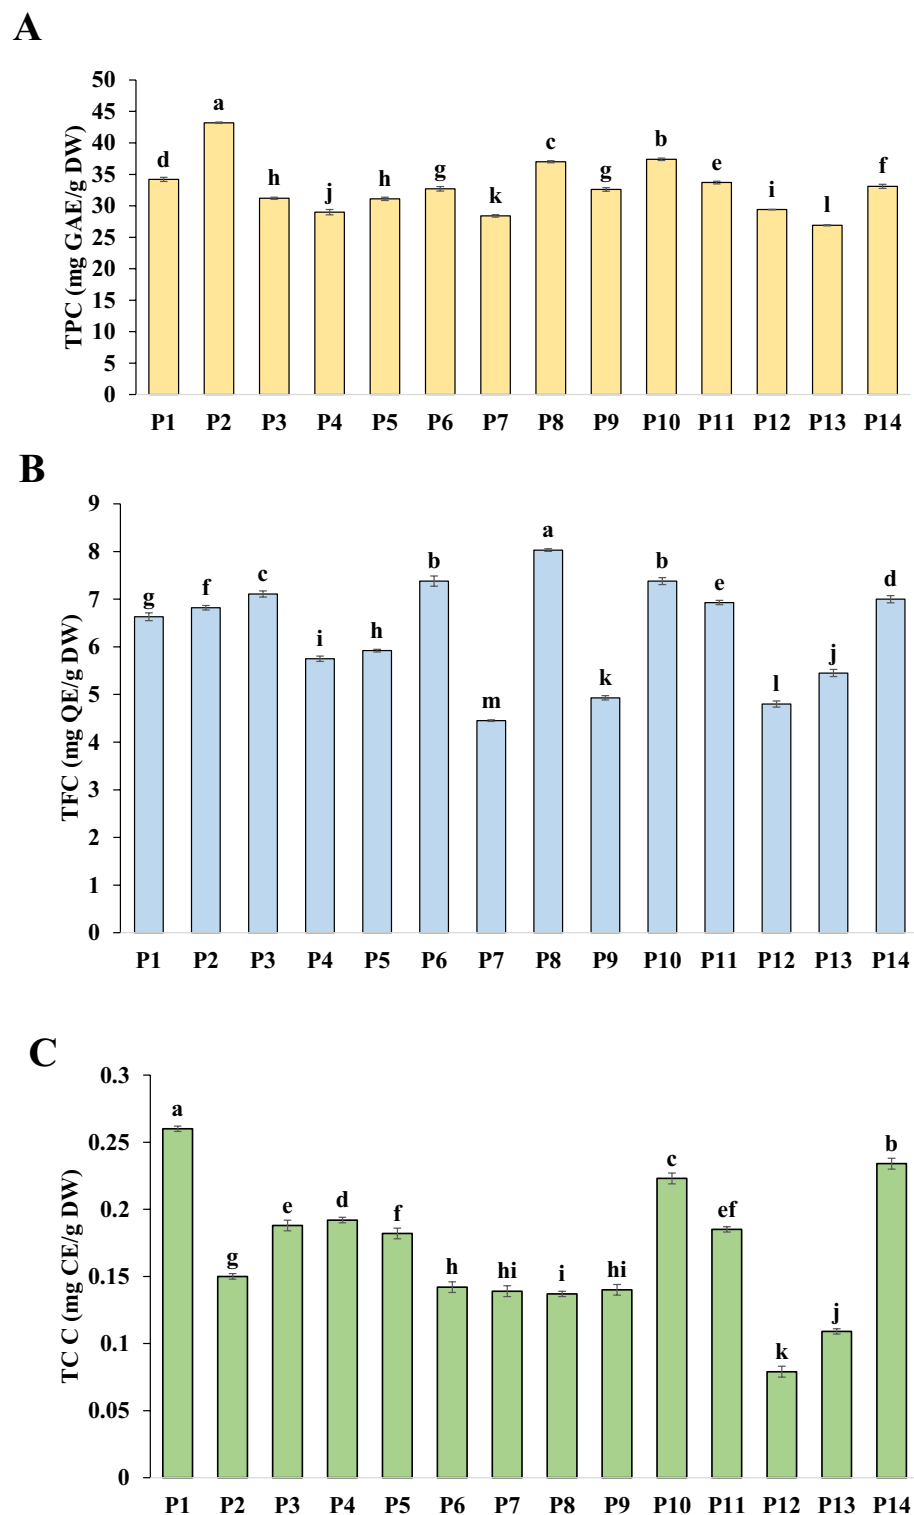 A
TPC (mg GAE/g DW)
50
45
40
35
30
25
20
15
10
5
0
d
a
h
j
h
g
k
c
g
b
e
i
l
f
P1 P2 P3 P4 P5 P6 P7 P8 P9 P10 P11 P12 P13 P14
B
TFC (mg QE/g DW)
9
8
7
6
5
4
3
2
1
0
g
f
c
i
h
b
m
a
k
b
e
l
j
d
P1 P2 P3 P4 P5 P6 P7 P8 P9 P10 P11 P12 P13 P14
C
TC C (mg CE/g DW)
0.3
0.25
0.2
0.15
0.1
0.05
0
a
g
e
d
f
h
hi
i
hi
c
ef
k
j
b
P1 P2 P3 P4 P5 P6 P7 P8 P9 P10 P11 P12 P13 P14